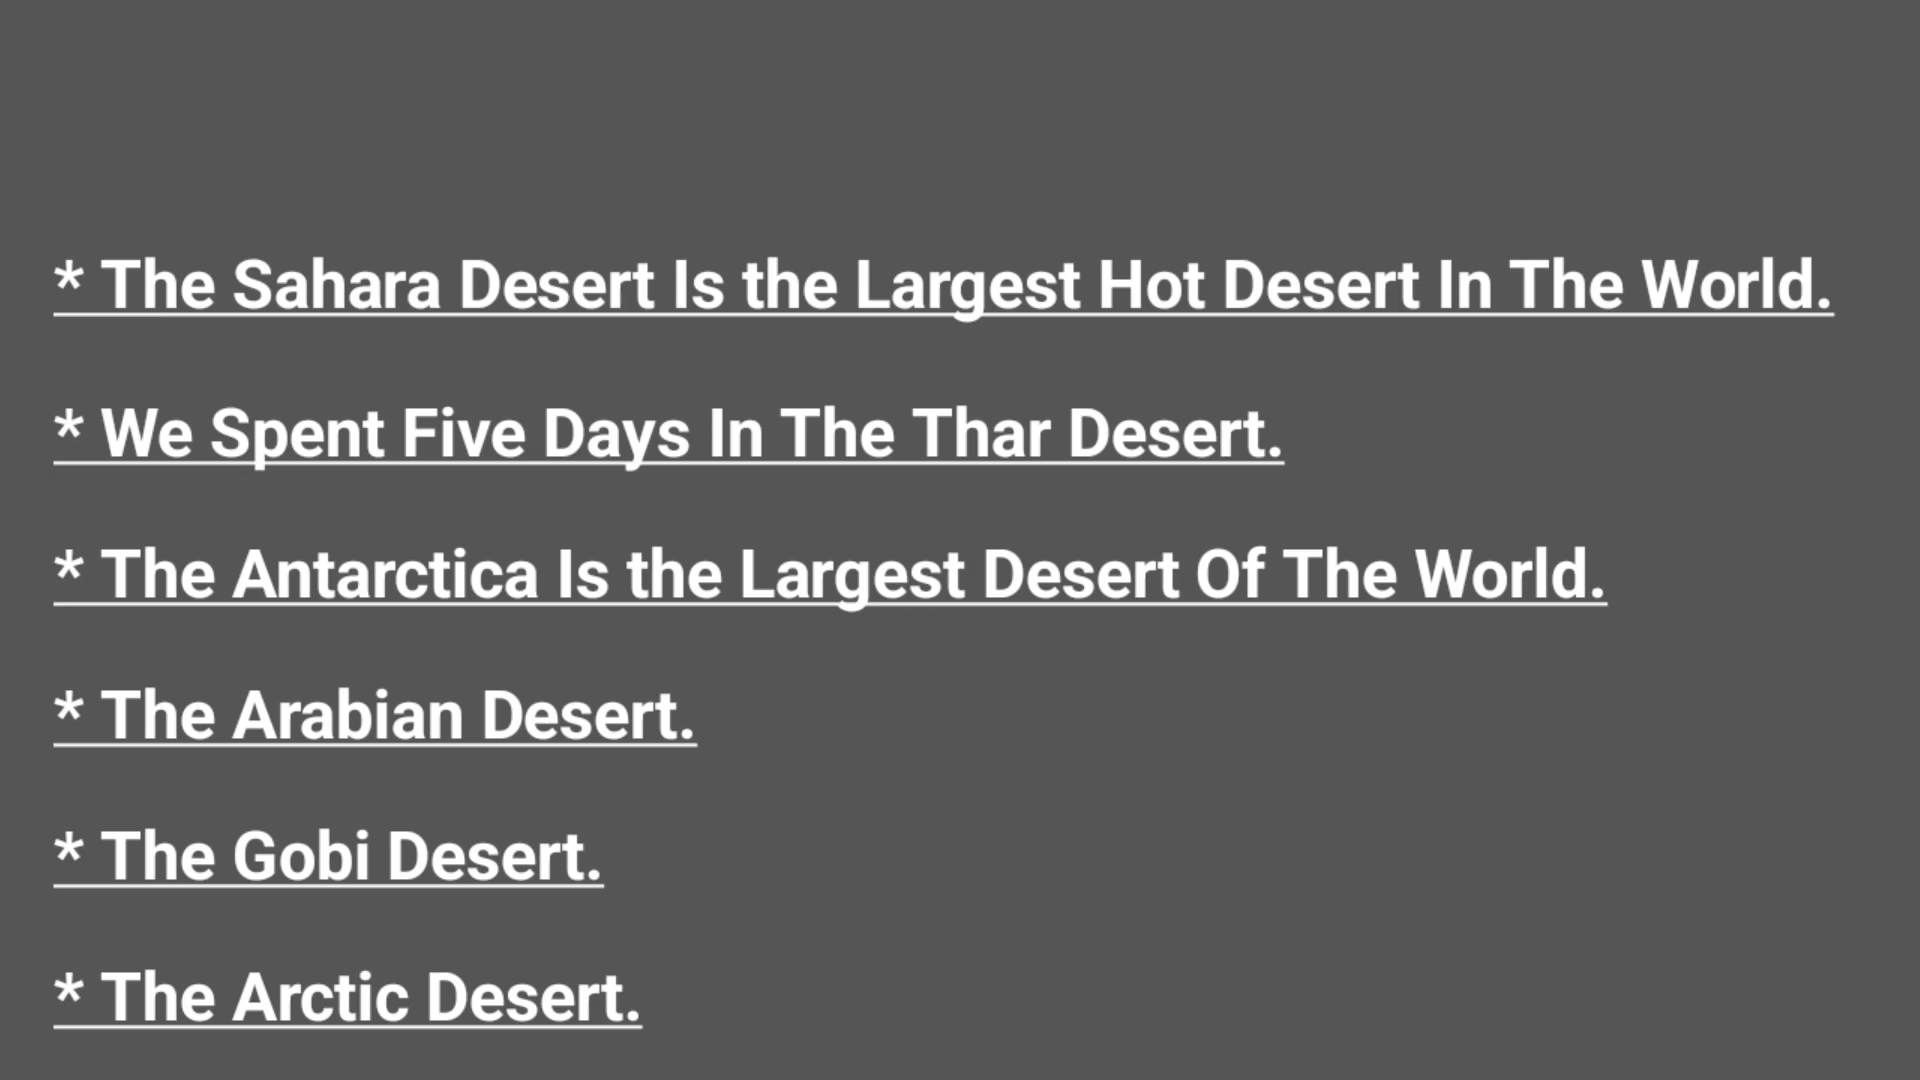 * The Sahara Desert Is the Largest Hot Desert In The World.
* We Spent Five Days In The Thar Desert.
* The Antarctica Is the Largest Desert Of The World.
* The Arabian Desert.
* The Gobi Desert.
* The Arctic Desert.